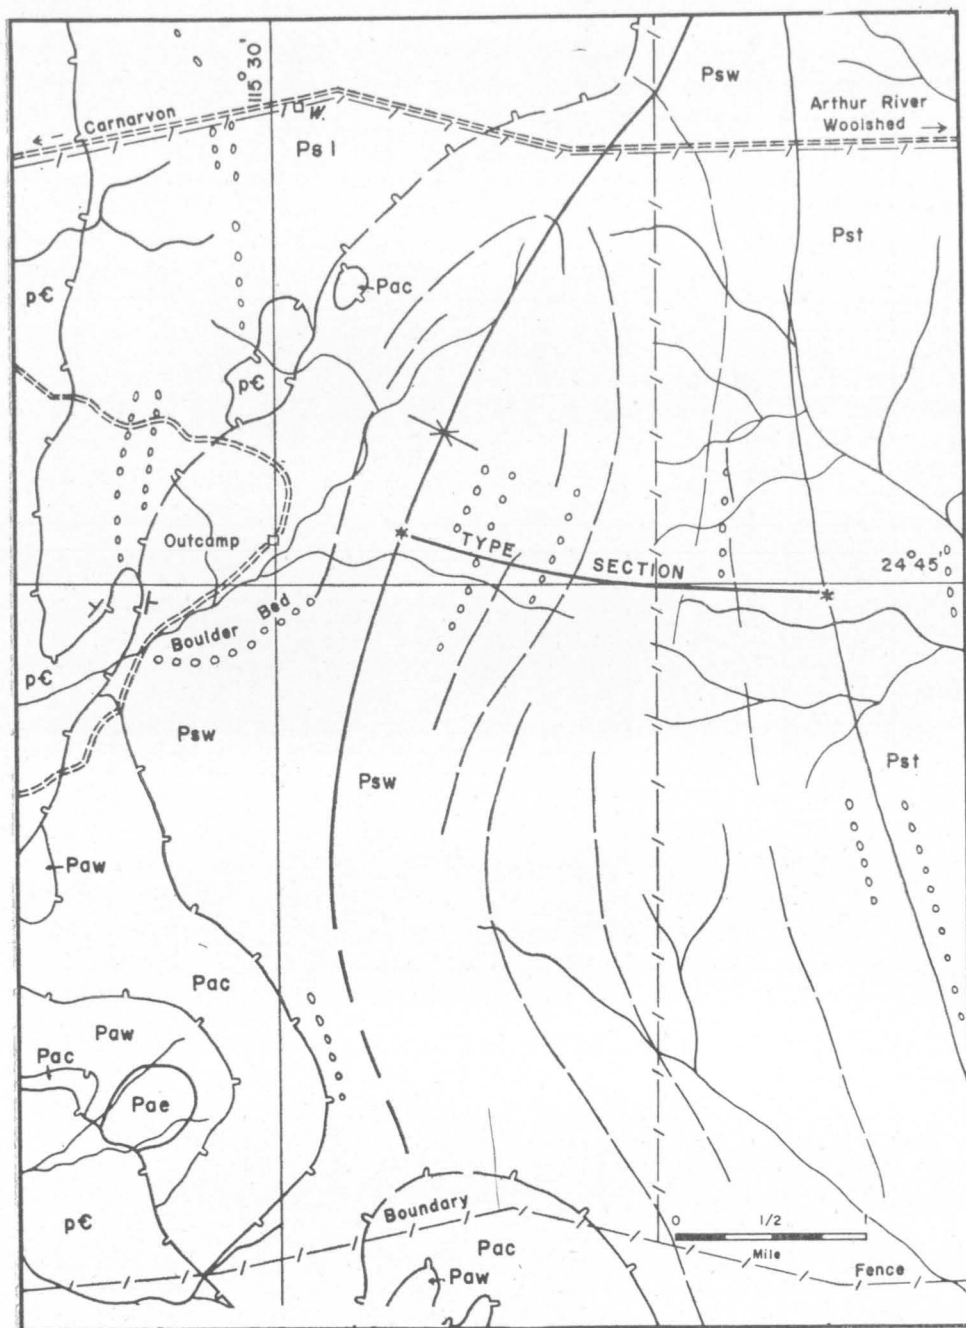 115° 30'
Psw
Carnarvon
W.
Arthur River
Woolshed
Psl
Pst
Pac
p€
p€
Outcamp
TYPE SECTION
24° 45'
Boulder Bed
p€
Psw
Psw
Pst
Paw
Pac
Paw
Pac
Pae
Boundary
0 1/2 1
Mile
p€
Pac
Paw
Fence